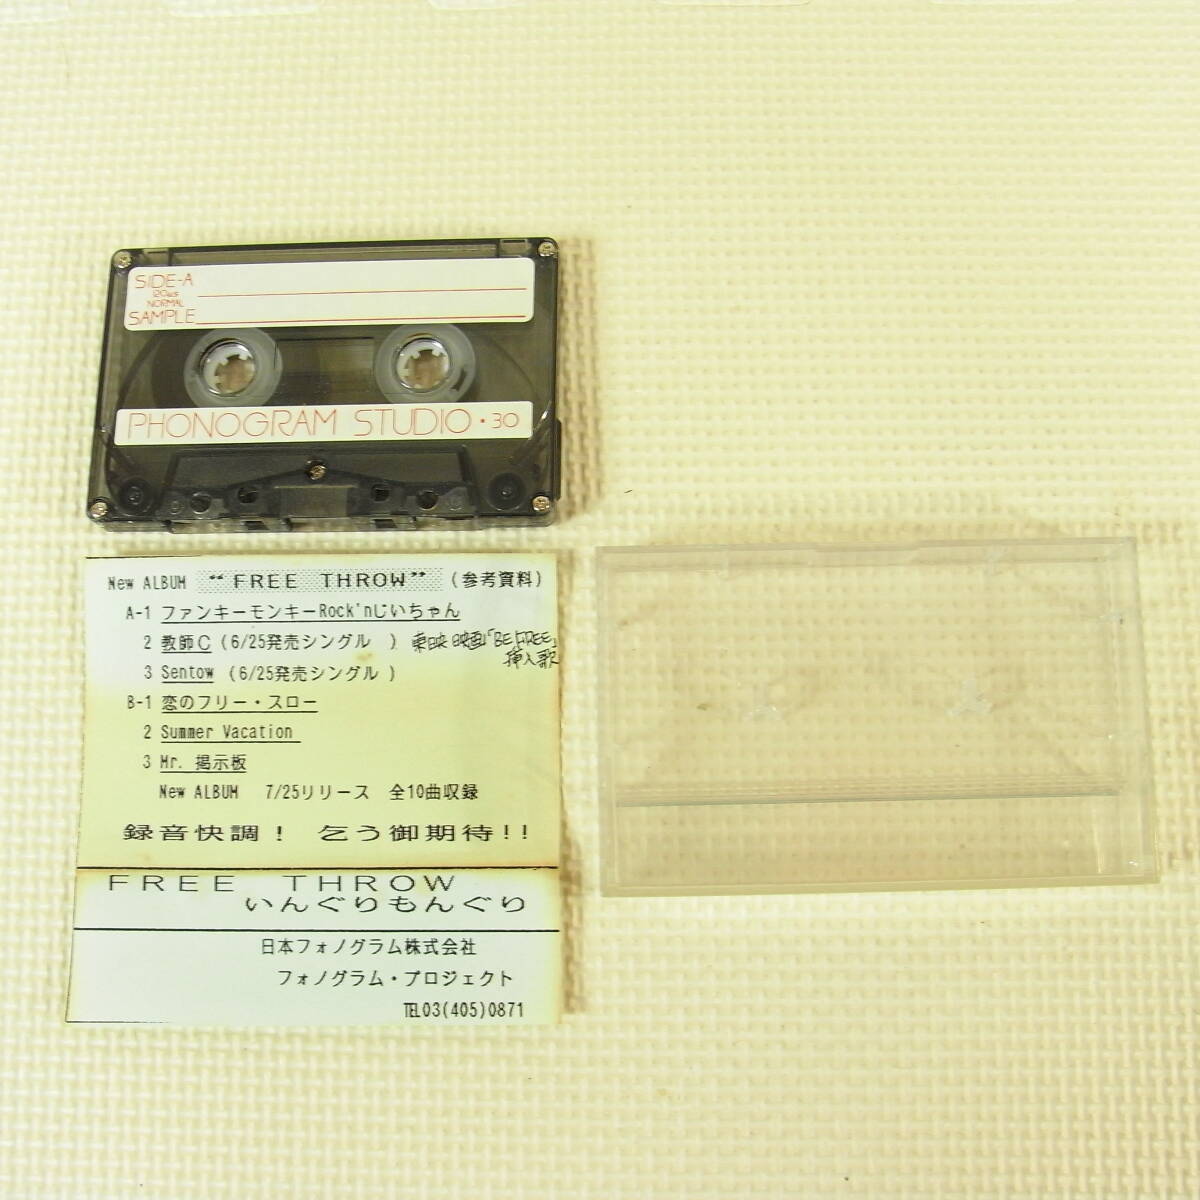 SIDE-A
120us
NORMAL
SAMPLE
PHONOGRAM STUDIO・30
New ALBUM “FREE THROW” (参考資料)
A-1 ファンキーモンキーRock'nじいちゃん
2 教師C (6/25発売シングル ) 東映映画「BE FREE」
挿入歌
3 Sentow (6/25発売シングル )
B-1 恋のフリー・スロー
2 Summer Vacation
3 Mr. 掲示板
New ALBUM 7/25リリース 全10曲収録
録音快調! 乞う御期待!!
FREE THROW
いんぐりもんぐり
日本フォノグラム株式会社
フォノグラム・プロジェクト
℡03(405)0871